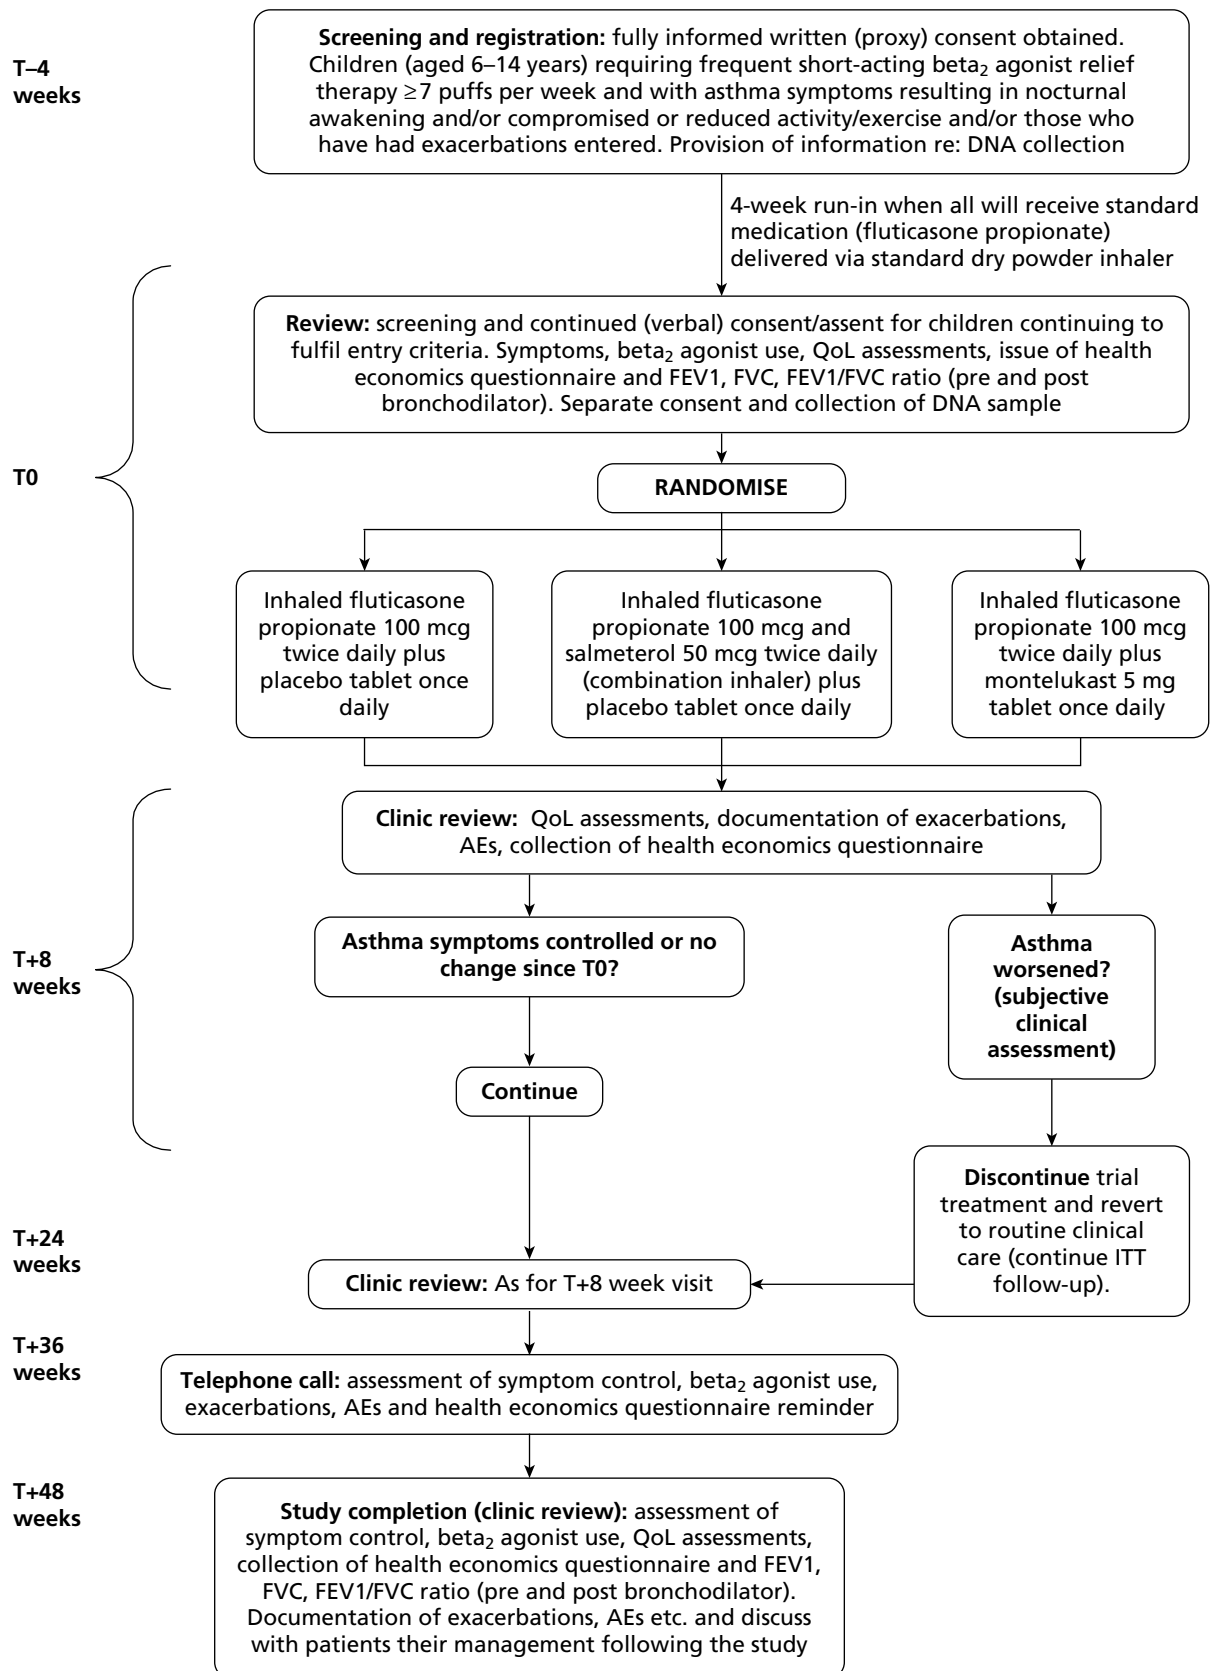 T–4
weeks
Screening and registration: fully informed written (proxy) consent obtained.
Children (aged 6–14 years) requiring frequent short-acting beta₂ agonist relief
therapy ≥7 puffs per week and with asthma symptoms resulting in nocturnal
awakening and/or compromised or reduced activity/exercise and/or those who
have had exacerbations entered. Provision of information re: DNA collection
4-week run-in when all will receive standard
medication (fluticasone propionate)
delivered via standard dry powder inhaler
T0
Review: screening and continued (verbal) consent/assent for children continuing to
fulfil entry criteria. Symptoms, beta₂ agonist use, QoL assessments, issue of health
economics questionnaire and FEV1, FVC, FEV1/FVC ratio (pre and post
bronchodilator). Separate consent and collection of DNA sample
RANDOMISE
Inhaled fluticasone
propionate 100 mcg
twice daily plus
placebo tablet once
daily
Inhaled fluticasone
propionate 100 mcg and
salmeterol 50 mcg twice daily
(combination inhaler) plus
placebo tablet once daily
Inhaled fluticasone
propionate 100 mcg
twice daily plus
montelukast 5 mg
tablet once daily
T+8
weeks
Clinic review: QoL assessments, documentation of exacerbations,
AEs, collection of health economics questionnaire
Asthma symptoms controlled or no
change since T0?
Continue
Asthma
worsened?
(subjective
clinical
assessment)
Discontinue trial
treatment and revert
to routine clinical
care (continue ITT
follow-up).
T+24
weeks
Clinic review: As for T+8 week visit
T+36
weeks
Telephone call: assessment of symptom control, beta₂ agonist use,
exacerbations, AEs and health economics questionnaire reminder
T+48
weeks
Study completion (clinic review): assessment of
symptom control, beta₂ agonist use, QoL assessments,
collection of health economics questionnaire and FEV1,
FVC, FEV1/FVC ratio (pre and post bronchodilator).
Documentation of exacerbations, AEs etc. and discuss
with patients their management following the study